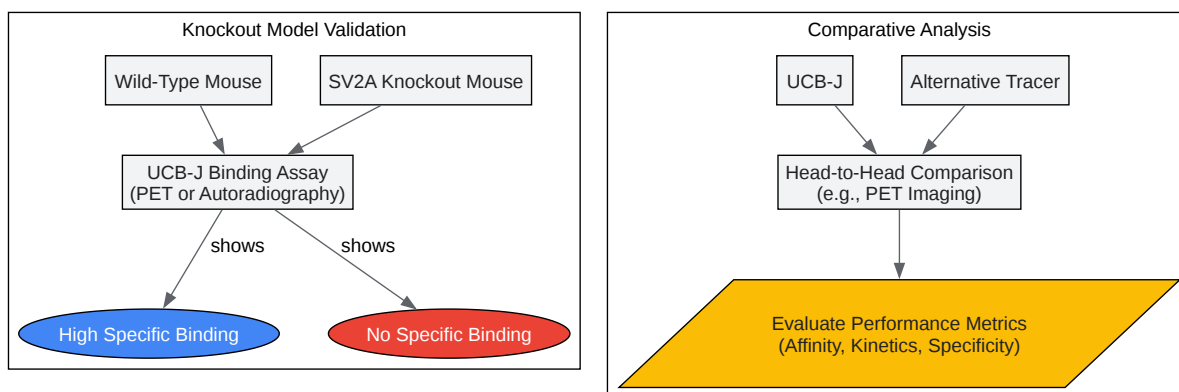 Knockout Model Validation
Wild-Type Mouse
SV2A Knockout Mouse
UCB-J Binding Assay
(PET or Autoradiography)
shows
shows
High Specific Binding
No Specific Binding
Comparative Analysis
UCB-J
Alternative Tracer
Head-to-Head Comparison
(e.g., PET Imaging)
Evaluate Performance Metrics
(Affinity, Kinetics, Specificity)